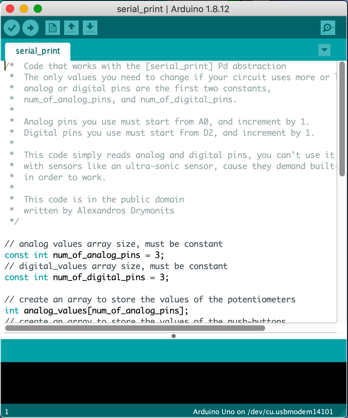 serial_print | Arduino 1.8.12
serial_print
/*  Code that works with the [serial_print] Pd abstraction
 *  The only values you need to change if your circuit uses more or l
 *  analog or digital pins are the first two constants,
 *  num_of_analog_pins, and num_of_digital_pins.
 *
 *  Analog pins you use must start from A0, and increment by 1.
 *  Digital pins you use must start from D2, and increment by 1.
 *
 *  This code simply reads analog and digital pins, you can't use it
 *  with sensors like an ultra-sonic sensor, cause they demand built-
 *  in order to work.
 *
 *  This code is in the public domain
 *  written by Alexandros Drymonits
 */
// analog values array size, must be constant
const int num_of_analog_pins = 3;
// digital_values array size, must be constant
const int num_of_digital_pins = 3;
// create an array to store the values of the potentiometers
int analog_values[num_of_analog_pins];
// create an array to store the values of the push-buttons
1
Arduino Uno on /dev/cu.usbmodem14101